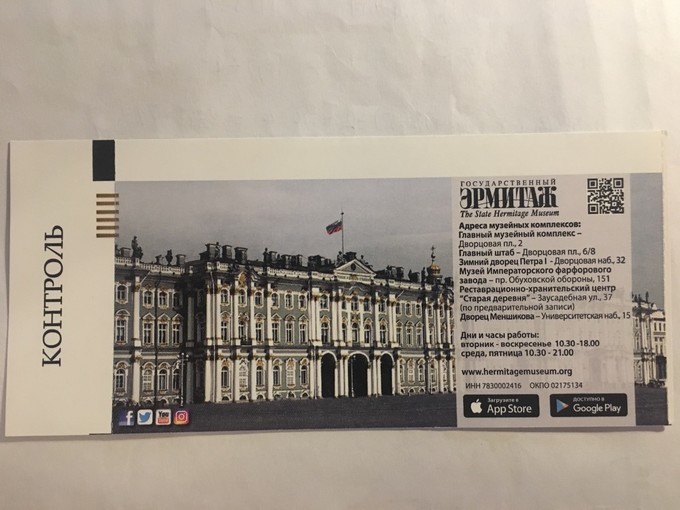 КОНТРОЛЬ
ГОСУДАРСТВЕННЫЙ
ЭРМИТАЖ
The State Hermitage Museum
Адреса музейных комплексов:
Главный музейный комплекс –
Дворцовая пл., 2
Главный штаб – Дворцовая пл., 6/8
Зимний дворец Петра I - Дворцовая наб., 32
Музей Императорского фарфорового
завода – пр. Обуховской обороны, 151
Реставрационно-хранительский центр
"Старая деревня" – Заусадебная ул., 37
(по предварительной записи)
Дворец Меншикова – Университетская наб., 15
Дни и часы работы:
вторник - воскресенье 10.30 -18.00
среда, пятница 10.30 - 21.00
www.hermitagemuseum.org
ИНН 7830002416 ОКПО 02175134
Загрузите в
App Store
ДОСТУПНО В
Google Play
You
Tube